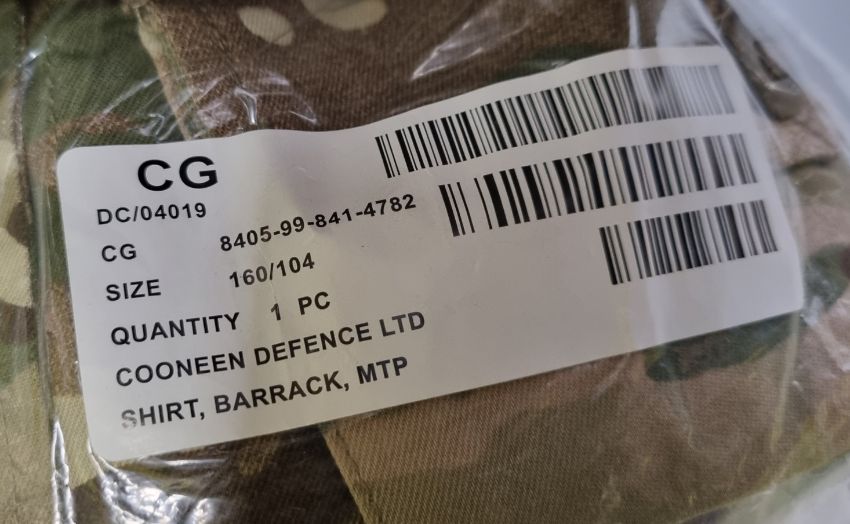 CG
DC/04019
CG 8405-99-841-4782
SIZE 160/104
QUANTITY 1 PC
COONEEN DEFENCE LTD
SHIRT, BARRACK, MTP